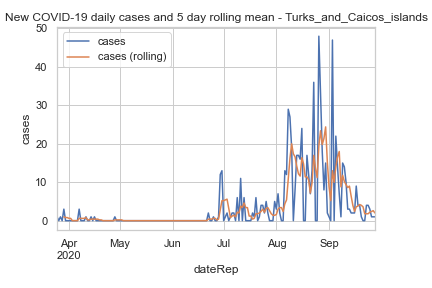 New COVID-19 daily cases and 5 day rolling mean - Turks_and_Caicos_islands
cases
cases (rolling)
50
40
30
20
10
0
cases
Apr
2020
May
Jun
Jul
Aug
Sep
dateRep